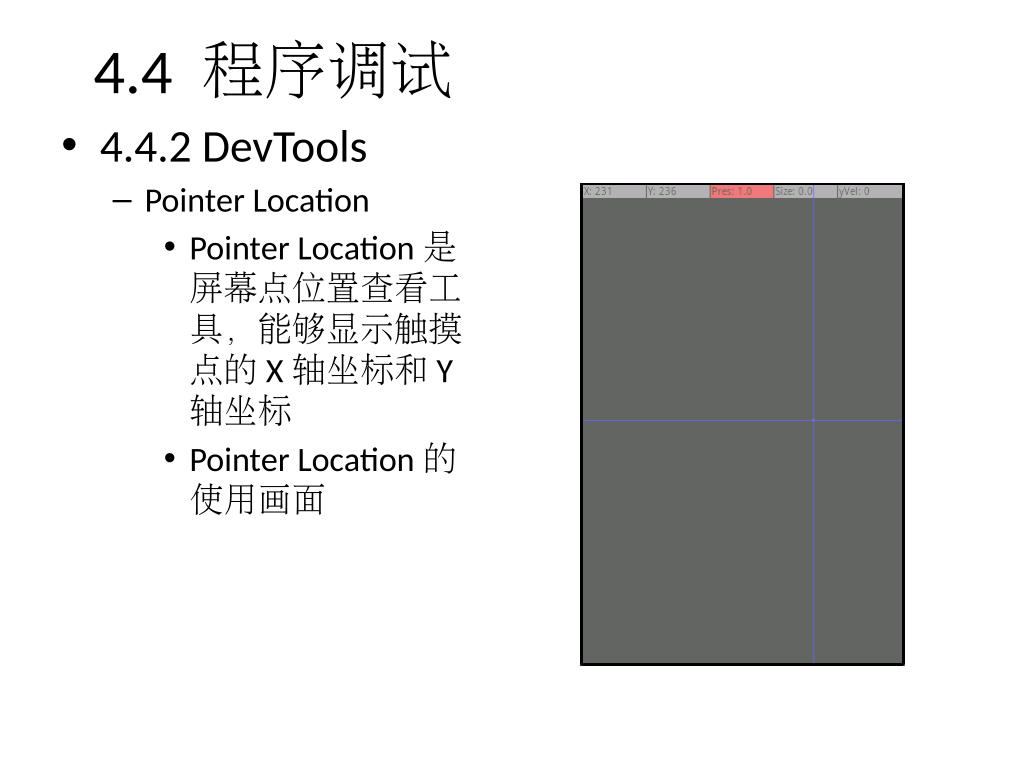 4.4 程序调试
• 4.4.2 DevTools
– Pointer Location
• Pointer Location 是
屏幕点位置查看工
具，能够显示触摸
点的 X 轴坐标和 Y
轴坐标
• Pointer Location 的
使用画面
X: 231 Y: 236 Pres: 1.0 Size: 0.0 yVel: 0